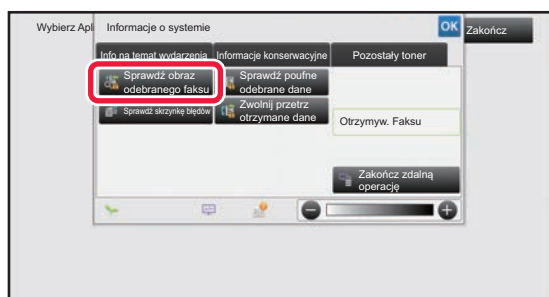 Wybierz Apl
Informacje o systemie
OK
Zakończ
Info na temat wydarzenia
Informacje konserwacyjne
Pozostały toner
Sprawdź obraz
odebranego faksu
Sprawdź poufne
odebrane dane
Sprawdź skrzynkę błędów
Zwolnij przetrz
otrzymane dane
Otrzymyw. Faksu
Zakończ zdalną
operację